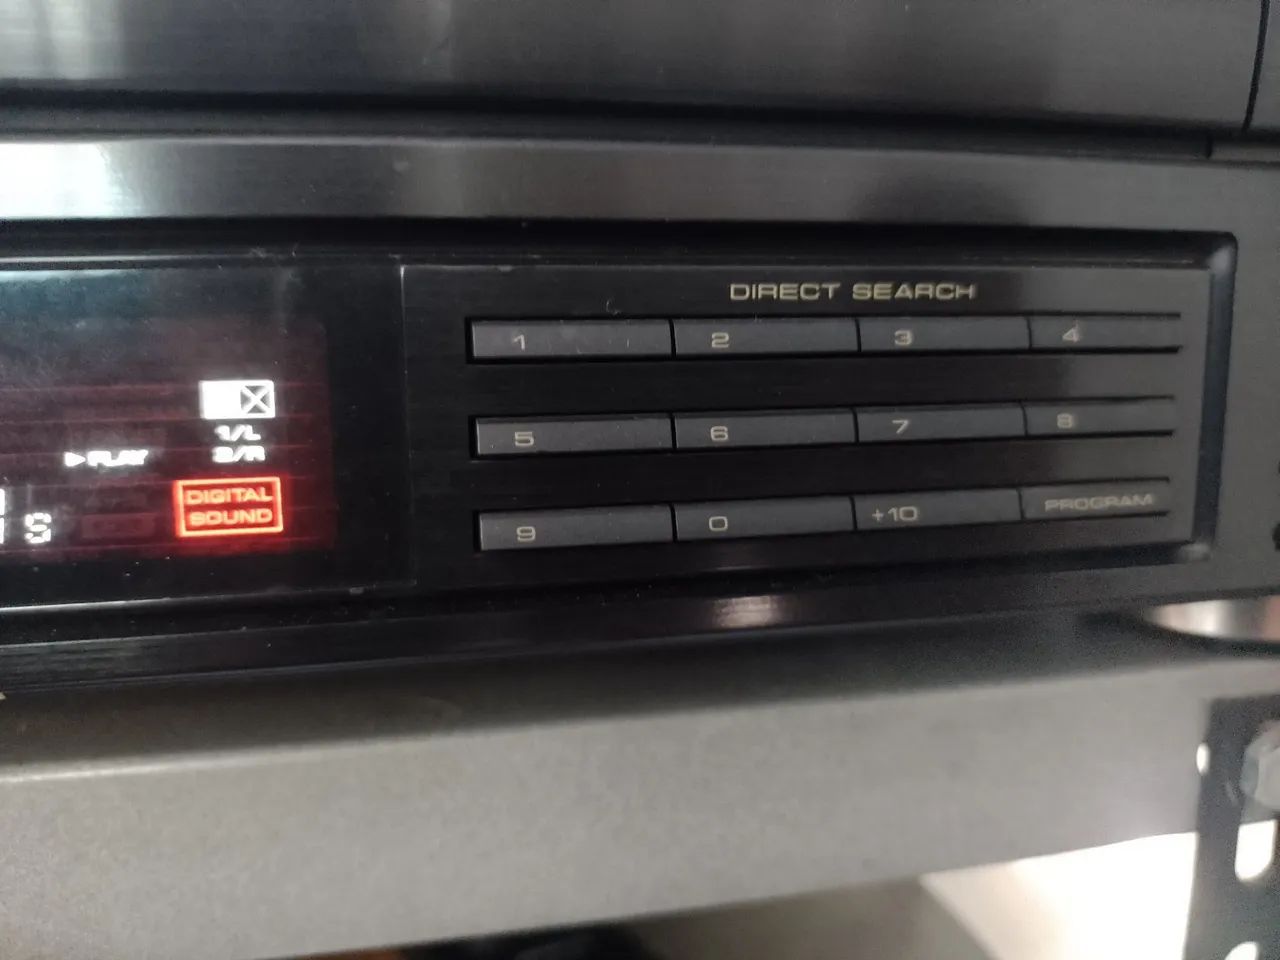 DIRECT SEARCH
1 2 3 4
5 6 7 8
9 0 +10 PROGRAM
1/L
2/R
▷PLAY
DIGITAL
SOUND
S